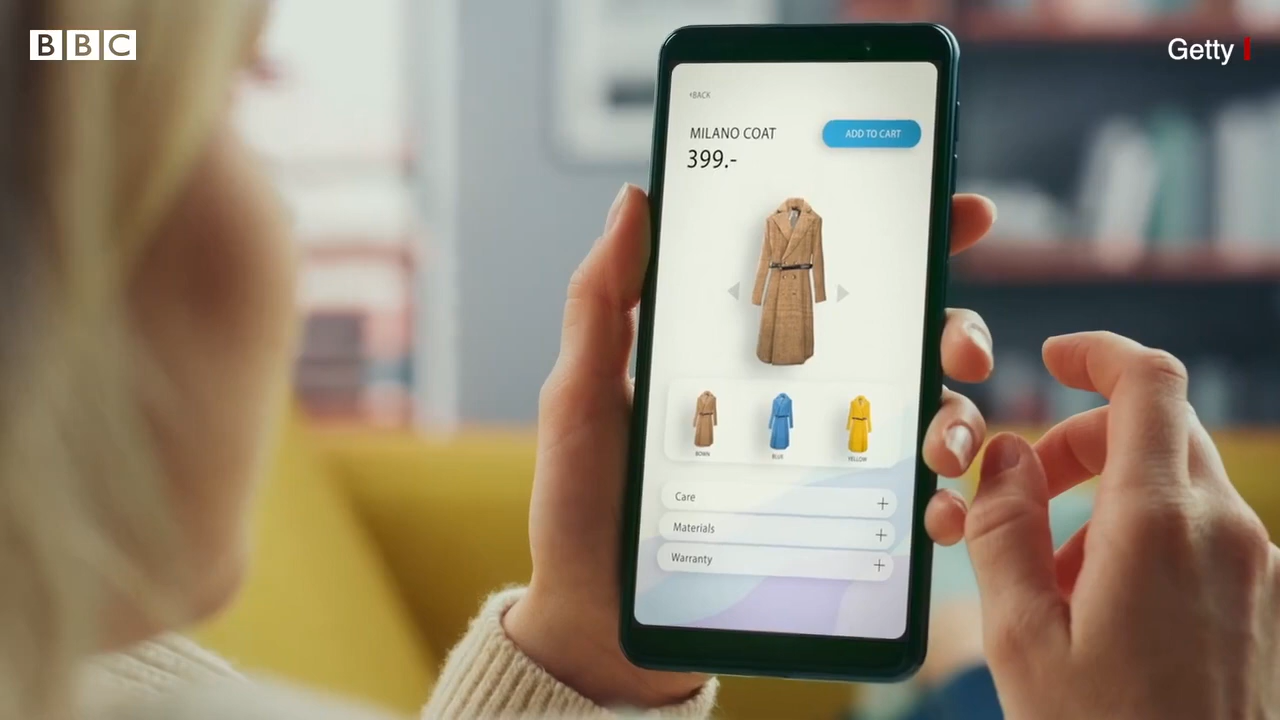 BBC
Getty
‹BACK
MILANO COAT
ADD TO CART
399.-
BOWN
BLUE
YELLOW
Care +
Materials +
Warranty +